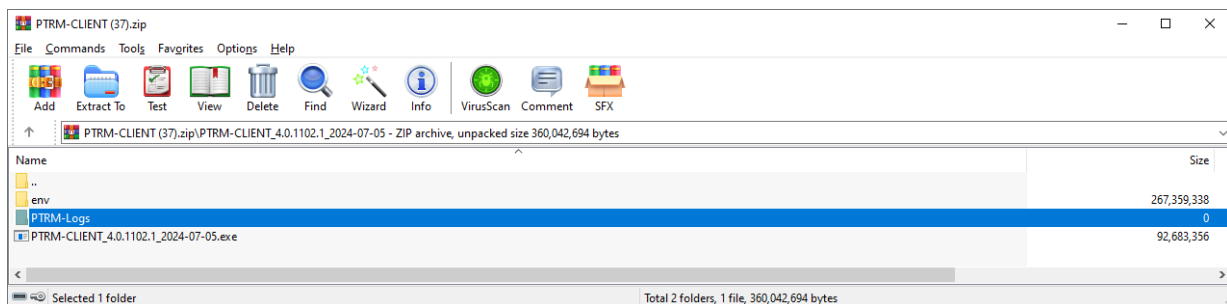 PTRM-CLIENT (37).zip
File Commands Tools Favorites Options Help
Add Extract To Test View Delete Find Wizard Info VirusScan Comment SFX
PTRM-CLIENT (37).zip\PTRM-CLIENT_4.0.1102.1_2024-07-05 - ZIP archive, unpacked size 360,042,694 bytes
Name Size
..
env 267,359,338
PTRM-Logs 0
PTRM-CLIENT_4.0.1102.1_2024-07-05.exe 92,683,356
Selected 1 folder Total 2 folders, 1 file, 360,042,694 bytes